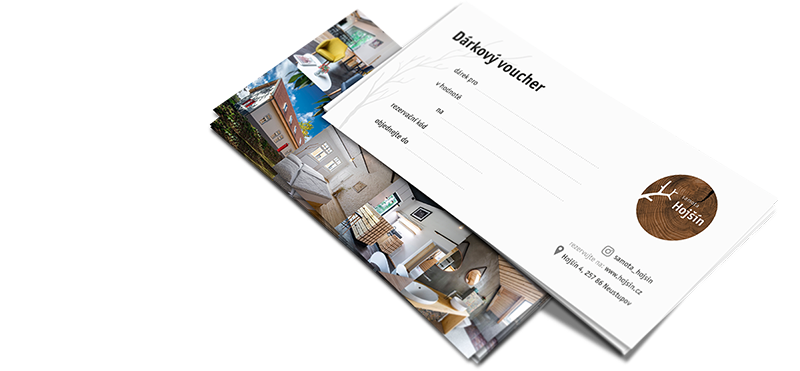 Dárkový voucher
dárek pro
v hodnotě
na
rezervační kód
objednejte do
samota
Hojšín
samota_hojsin
rezervujte na: www.hojsin.cz
Hojšín 4, 257 86 Neustupov